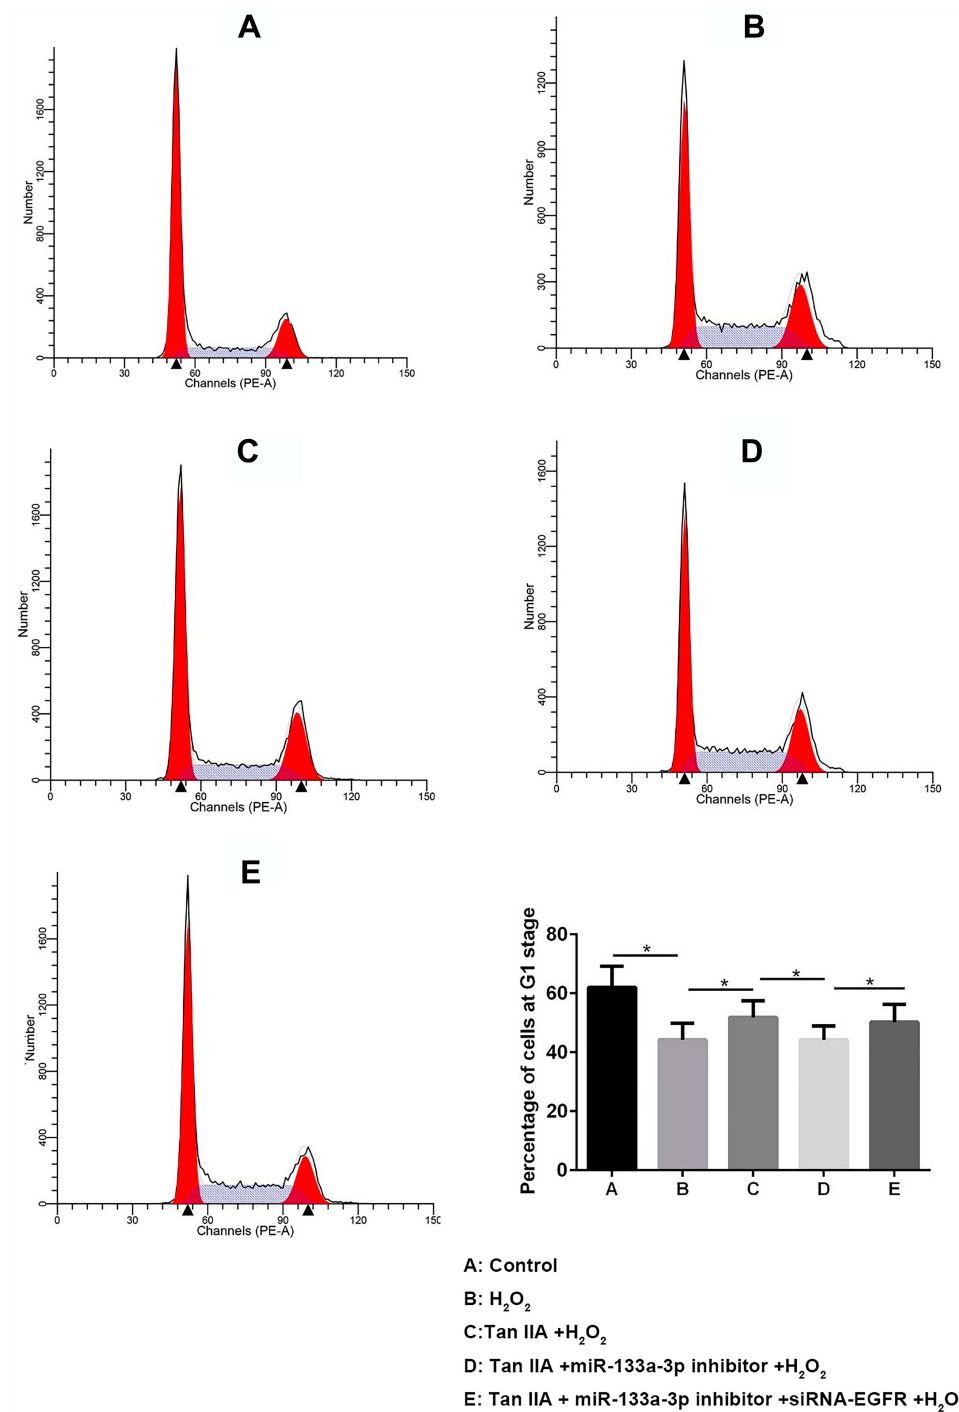 A
Number
1600
1200
800
400
0
0 30 60 90 120 150
Channels (PE-A)
B
Number
1200
900
600
300
0
0 30 60 90 120 150
Channels (PE-A)
C
Number
1600
1200
800
400
0
0 30 60 90 120 150
Channels (PE-A)
D
Number
1600
1200
800
400
0
0 30 60 90 120 150
Channels (PE-A)
E
Number
1600
1200
800
400
0
0 30 60 90 120 150
Channels (PE-A)
Percentage of cells at G1 stage
80
60
40
20
0
* * * *
A B C D E
A: Control
B: H₂O₂
C:Tan IIA +H₂O₂
D: Tan IIA +miR-133a-3p inhibitor +H₂O₂
E: Tan IIA + miR-133a-3p inhibitor +siRNA-EGFR +H₂O